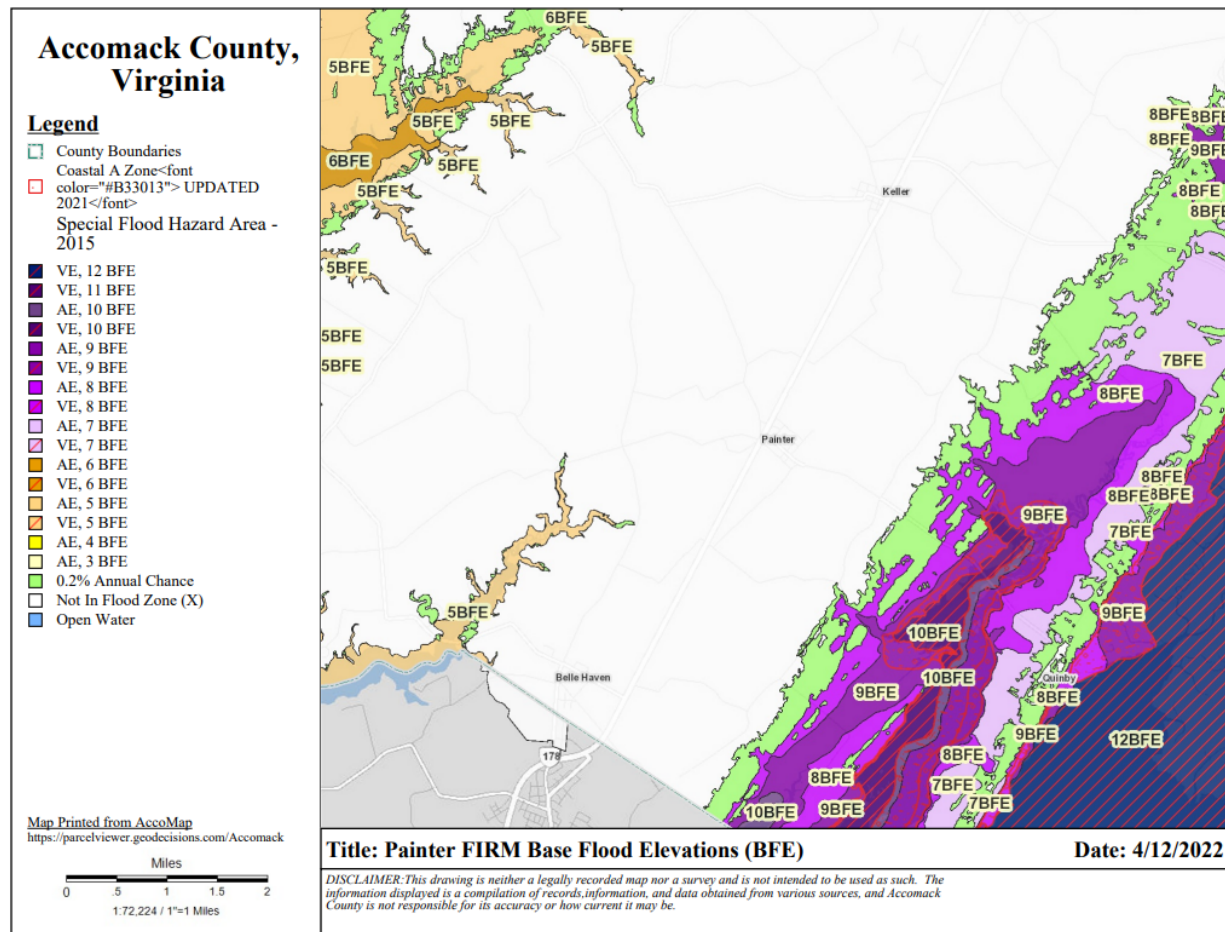 Accomack County,
Virginia
Legend
County Boundaries
Coastal A Zone<font
color="#B33013"> UPDATED
2021</font>
Special Flood Hazard Area -
2015
VE, 12 BFE
VE, 11 BFE
AE, 10 BFE
VE, 10 BFE
AE, 9 BFE
VE, 9 BFE
AE, 8 BFE
VE, 8 BFE
AE, 7 BFE
VE, 7 BFE
AE, 6 BFE
VE, 6 BFE
AE, 5 BFE
VE, 5 BFE
AE, 4 BFE
AE, 3 BFE
0.2% Annual Chance
Not In Flood Zone (X)
Open Water
Map Printed from AccoMap
https://parcelviewer.geodecisions.com/Accomack
Miles
0 .5 1 1.5 2
1:72,224 / 1"=1 Miles
6BFE
5BFE
5BFE
5BFE
5BFE
6BFE
5BFE
5BFE
5BFE
5BFE
5BFE
5BFE
8BFE
8BFE
8BFE
9BFE
8BFE
8BFE
Keller
7BFE
8BFE
Painter
8BFE
8BFE
8BFE
9BFE
7BFE
9BFE
10BFE
10BFE
9BFE
Quinby
8BFE
Belle Haven
178
9BFE
12BFE
8BFE
8BFE
7BFE
7BFE
9BFE
10BFE
Title: Painter FIRM Base Flood Elevations (BFE)
Date: 4/12/2022
DISCLAIMER:This drawing is neither a legally recorded map nor a survey and is not intended to be used as such. The
information displayed is a compilation of records,information, and data obtained from various sources, and Accomack
County is not responsible for its accuracy or how current it may be.